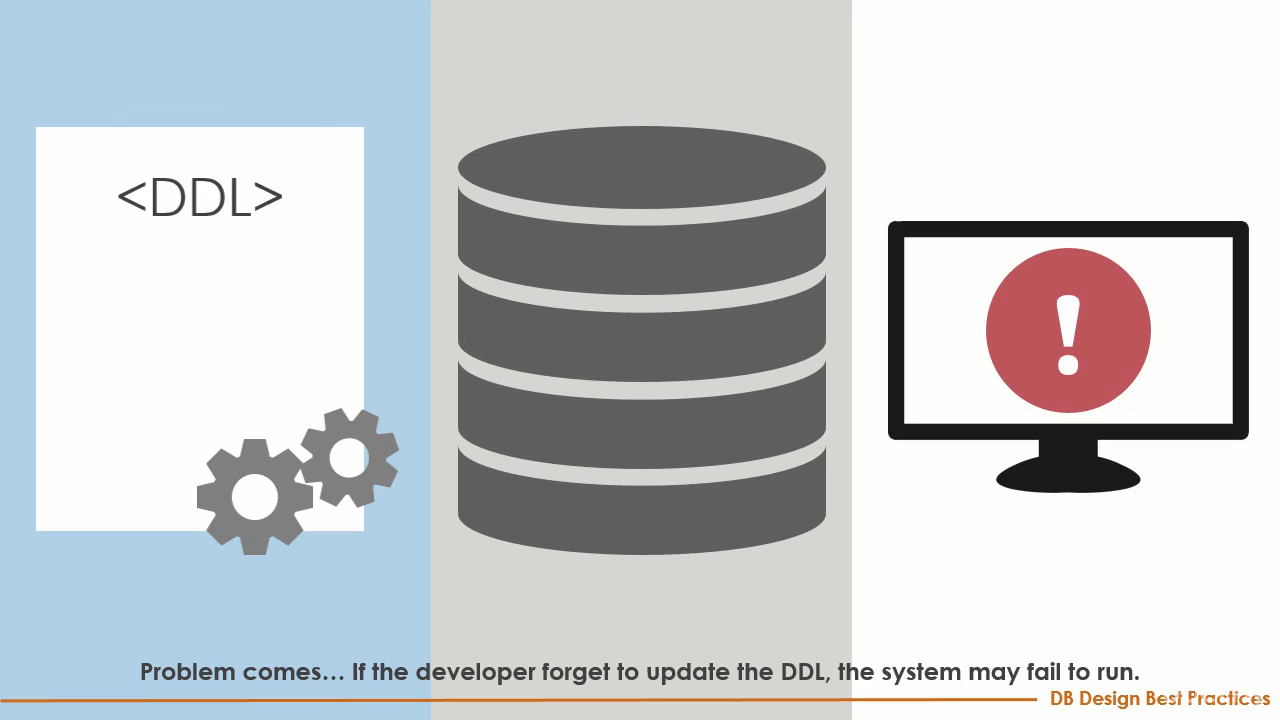 <DDL>
!
Problem comes... If the developer forget to update the DDL, the system may fail to run.
DB Design Best Practices